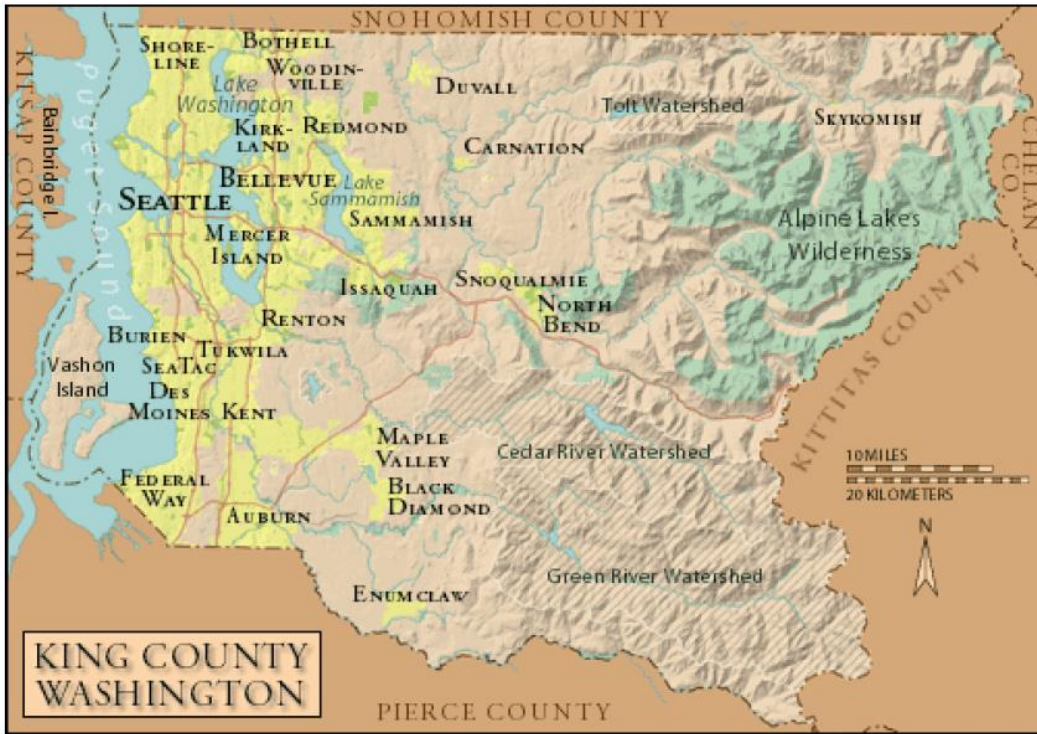 SNOHOMISH COUNTY
KITSAP COUNTY
Bainbridge I.
Puget Sound
SHORE-
LINE
BOTHELL
WOODIN-
VILLE
Lake
Washington
KIRK-
LAND
REDMOND
DUVALL
CARNATION
Tolt Watershed
SKYKOMISH
CHELAN
CO.
BELLEVUE
Lake
Sammamish
SEATTLE
SAMMAMISH
MERCER
ISLAND
Alpine Lakes
Wilderness
ISSAQUAH
SNOQUALMIE
NORTH
BEND
RENTON
BURIEN
TUKWILA
SEATAC
Vashon
Island
DES
MOINES
KENT
KITTITAS COUNTY
MAPLE
VALLEY
Cedar River Watershed
BLACK
DIAMOND
FEDERAL
WAY
AUBURN
10 MILES
20 KILOMETERS
N
Green River Watershed
ENUMCLAW
KING COUNTY
WASHINGTON
PIERCE COUNTY